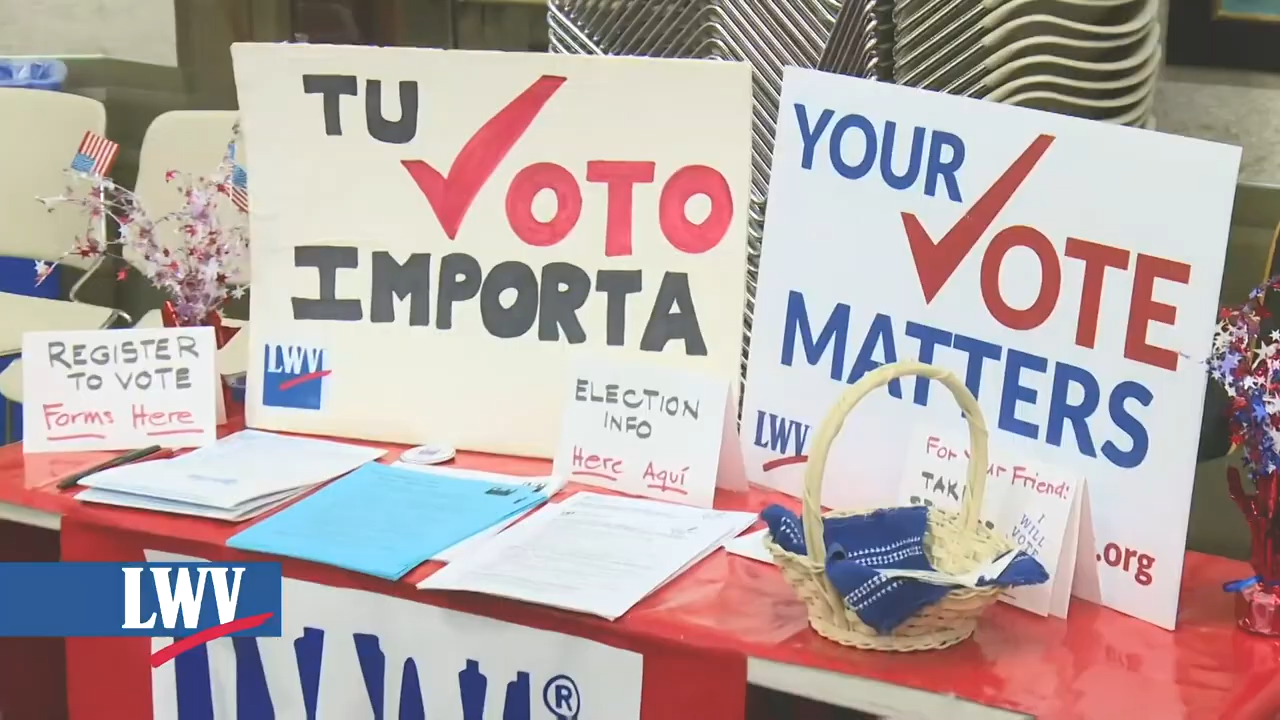 TU
VOTO
IMPORTA
LWV
YOUR
VOTE
MATTERS
LWV
.org
REGISTER
TO VOTE
Forms Here
ELECTION
INFO
Here Aquí
For Your Friend:
I
WILL
VOTE
LWV
LWV®